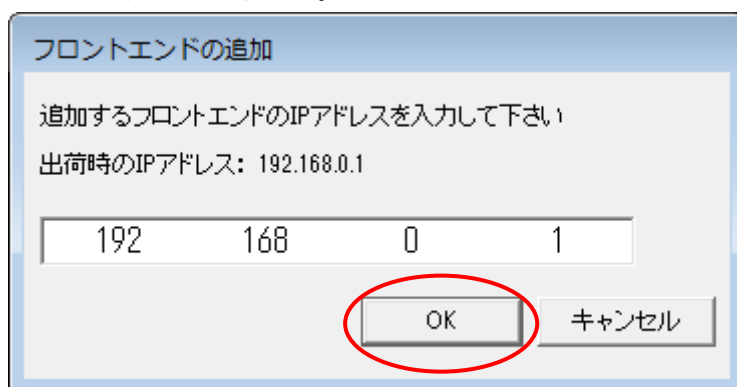 フロントエンドの追加
追加するフロントエンドのIPアドレスを入力して下さい
出荷時のIPアドレス: 192.168.0.1
192 168 0 1
OK キャンセル